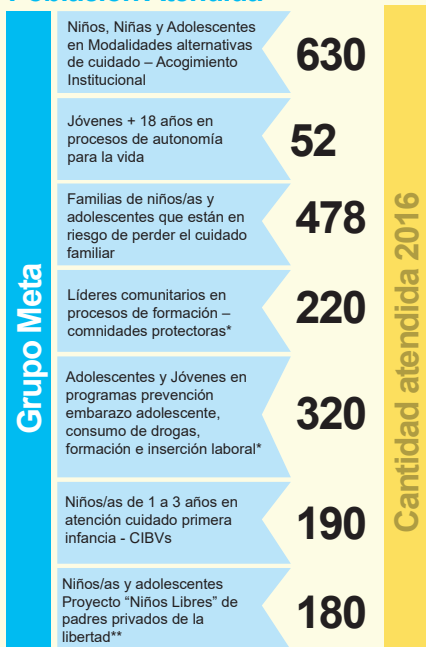 Niños, Niñas y Adolescentes
en Modalidades alternativas
de cuidado – Acogimiento
Institucional
630
Jóvenes + 18 años en
procesos de autonomía
para la vida
52
Familias de niños/as y
adolescentes que están en
riesgo de perder el cuidado
familiar
478
Líderes comunitarios en
procesos de formación –
comnidades protectoras*
220
Adolescentes y Jóvenes en
programas prevención
embarazo adolescente,
consumo de drogas,
formación e inserción laboral*
320
Niños/as de 1 a 3 años en
atención cuidado primera
infancia - CIBVs
190
Niños/as y adolescentes
Proyecto “Niños Libres” de
padres privados de la
libertad**
180
Grupo Meta
Cantidad atendida 2016